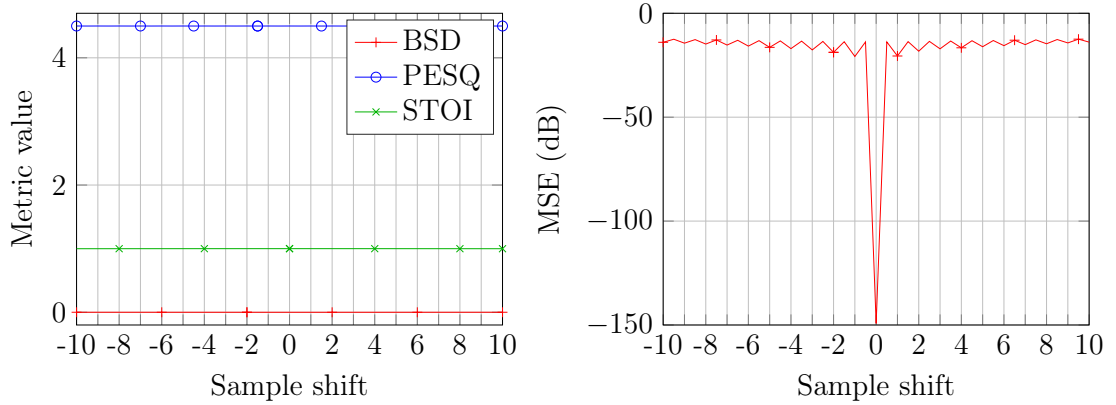 BSD
PESQ
STOI
4
2
0
Metric value
-10 -8 -6 -4 -2 0 2 4 6 8 10
Sample shift
0
−50
−100
−150
MSE (dB)
-10 -8 -6 -4 -2 0 2 4 6 8 10
Sample shift